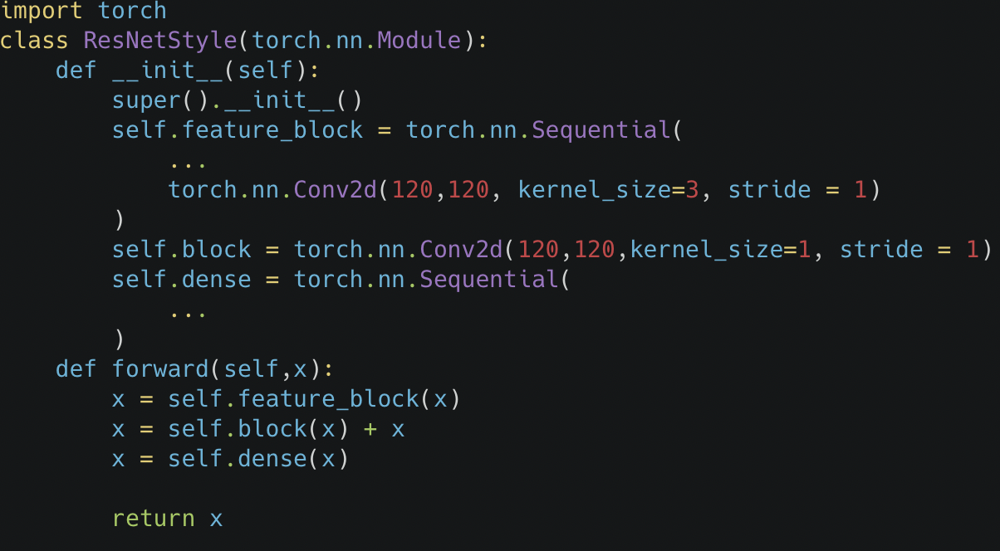 import torch
class ResNetStyle(torch.nn.Module):
    def __init__(self):
        super().__init__()
        self.feature_block = torch.nn.Sequential(
            ...
            torch.nn.Conv2d(120,120, kernel_size=3, stride = 1)
        )
        self.block = torch.nn.Conv2d(120,120,kernel_size=1, stride = 1)
        self.dense = torch.nn.Sequential(
            ...
        )
    def forward(self,x):
        x = self.feature_block(x)
        x = self.block(x) + x
        x = self.dense(x)

        return x